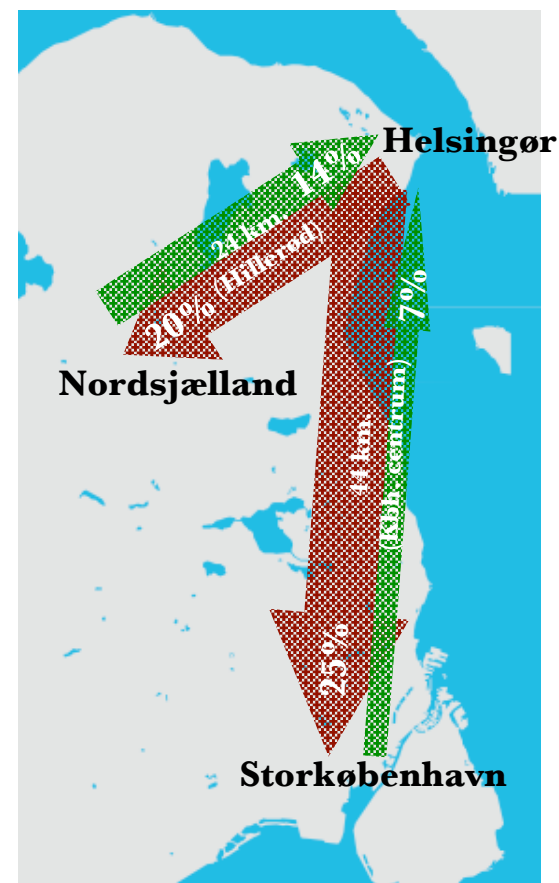 Helsingør
14%
24 km.
20% (Hillerød)
7%
Nordsjælland
44 km.
(Kbh. centrum)
25%
Storkøbenhavn